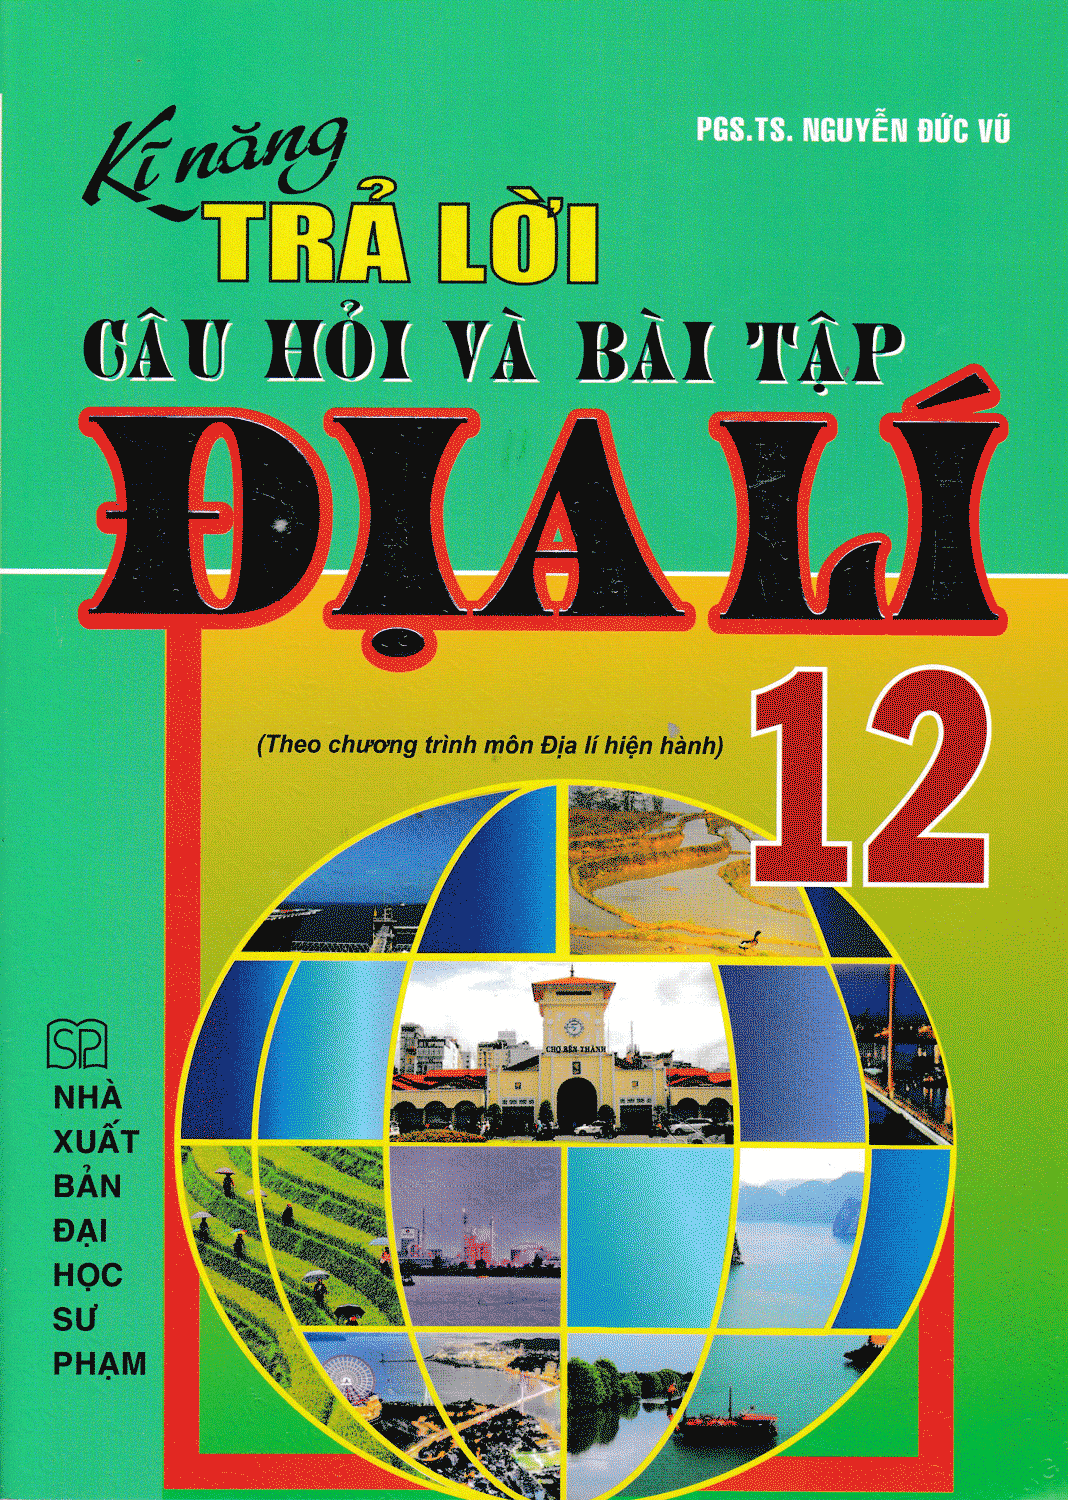 PGS.TS. NGUYỄN ĐỨC VŨ
Kĩ năng
TRẢ LỜI
CÂU HỎI VÀ BÀI TẬP
ĐỊA LÍ
12
(Theo chương trình môn Địa lí hiện hành)
CHỢ BẾN THÀNH
SP
NHÀ
XUẤT
BẢN
ĐẠI
HỌC
SƯ
PHẠM